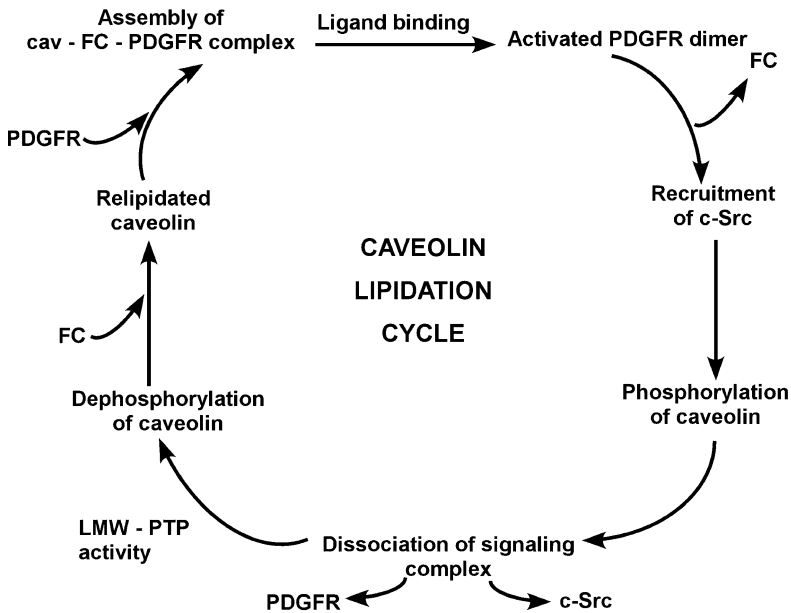 Assembly of
cav - FC - PDGFR complex
Ligand binding
Activated PDGFR dimer
FC
PDGFR
Relipidated
caveolin
Recruitment
of c-Src
CAVEOLIN
LIPIDATION
CYCLE
FC
Dephosphorylation
of caveolin
Phosphorylation
of caveolin
LMW - PTP
activity
Dissociation of signaling
complex
PDGFR
c-Src